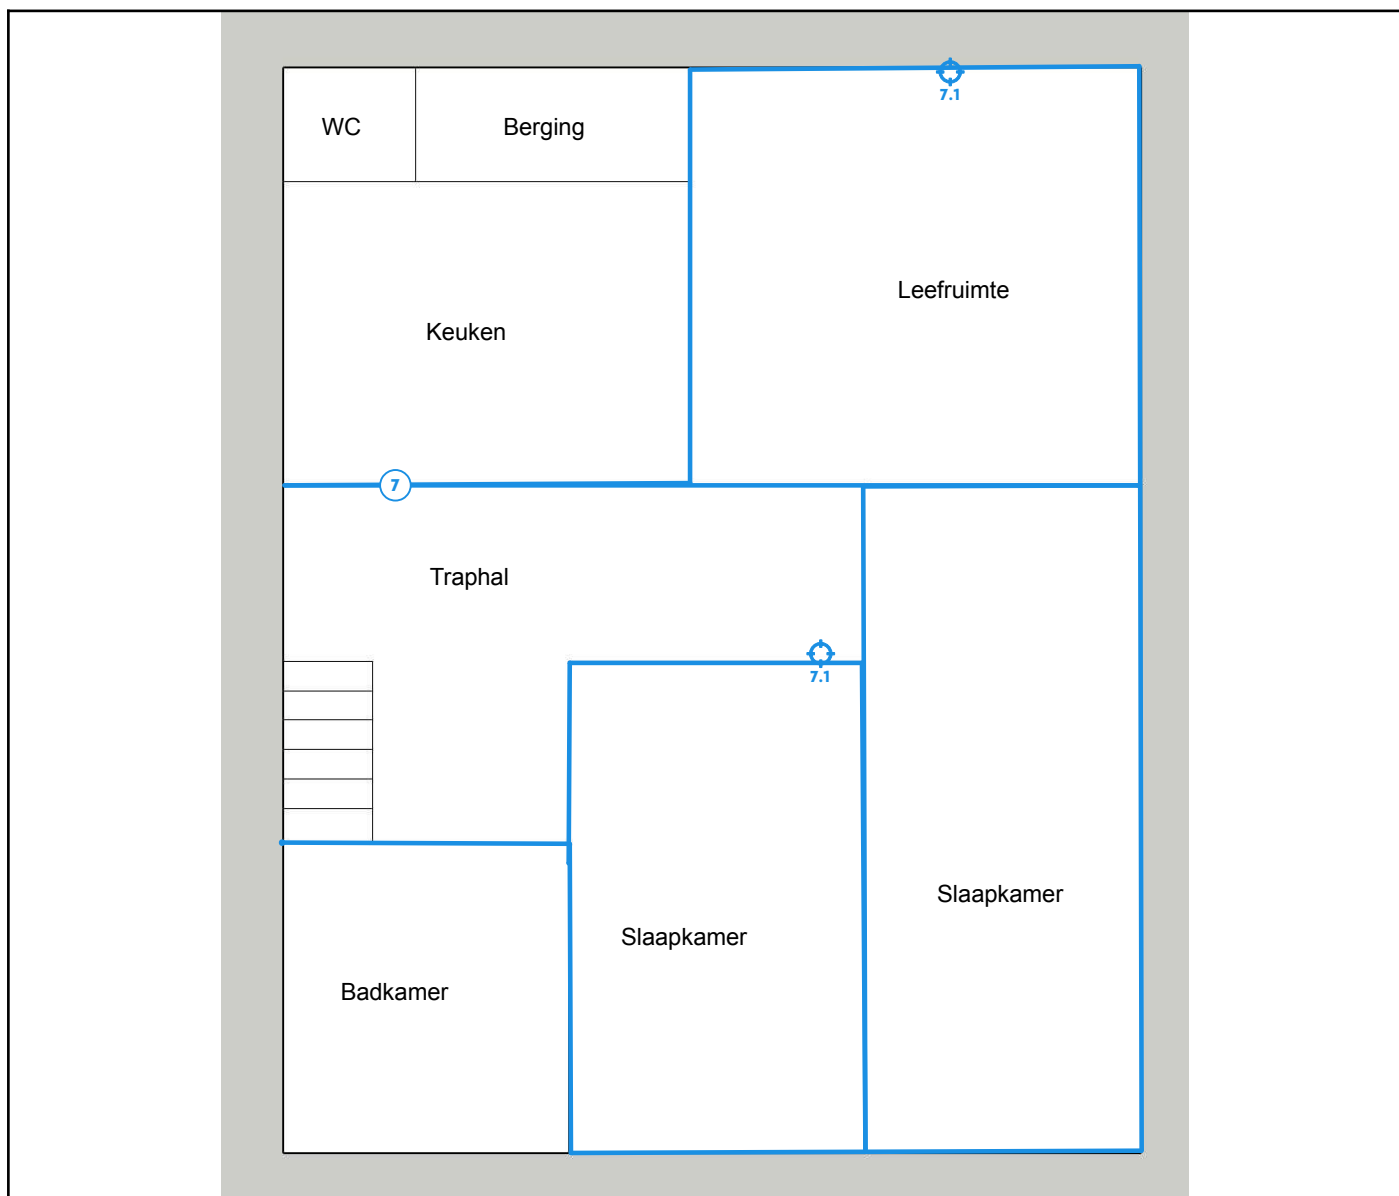 7.1
WC
Berging
Leefruimte
Keuken
7
Traphal
7.1
Slaapkamer
Slaapkamer
Badkamer